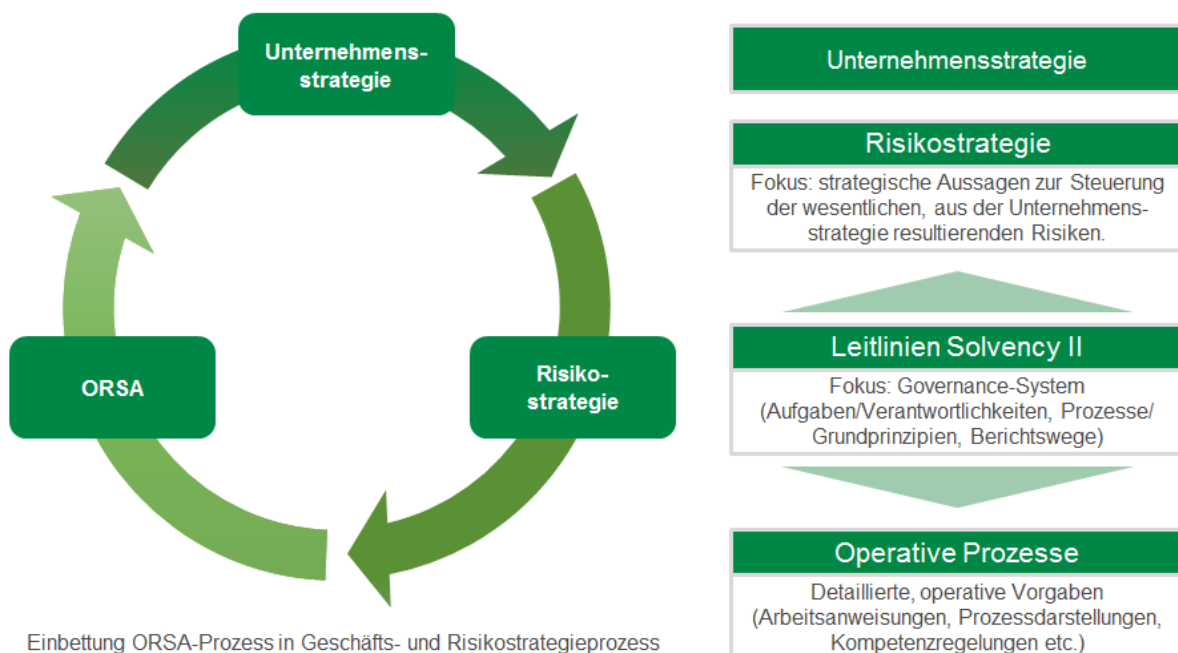 Unternehmens-
strategie
Risiko-
strategie
ORSA
Einbettung ORSA-Prozess in Geschäfts- und Risikostrategieprozess
Unternehmensstrategie
Risikostrategie
Fokus: strategische Aussagen zur Steuerung
der wesentlichen, aus der Unternehmens-
strategie resultierenden Risiken.
Leitlinien Solvency II
Fokus: Governance-System
(Aufgaben/Verantwortlichkeiten, Prozesse/
Grundprinzipien, Berichtswege)
Operative Prozesse
Detaillierte, operative Vorgaben
(Arbeitsanweisungen, Prozessdarstellungen,
Kompetenzregelungen etc.)